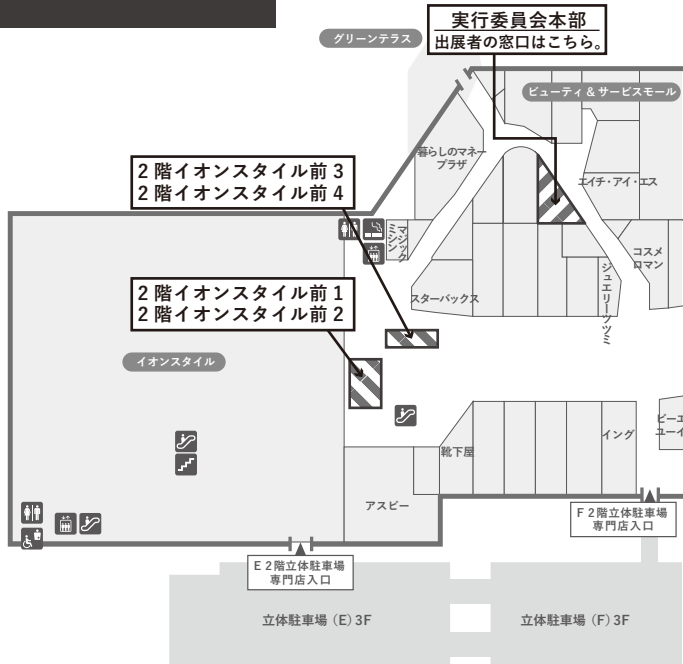 実行委員会本部
出展者の窓口はこちら。
グリーンテラス
ビューティ＆サービスモール
暮らしのマネー
プラザ
エイチ・アイ・エス
2階イオンスタイル前3
2階イオンスタイル前4
マジック
ミシン
コスメ
ロマン
ジュエリーツツミ
スターバックス
2階イオンスタイル前1
2階イオンスタイル前2
イオンスタイル
ビーエ
ユーイ
イング
靴下屋
アスビー
F2階立体駐車場
専門店入口
E2階立体駐車場
専門店入口
立体駐車場（E）3F
立体駐車場（F）3F